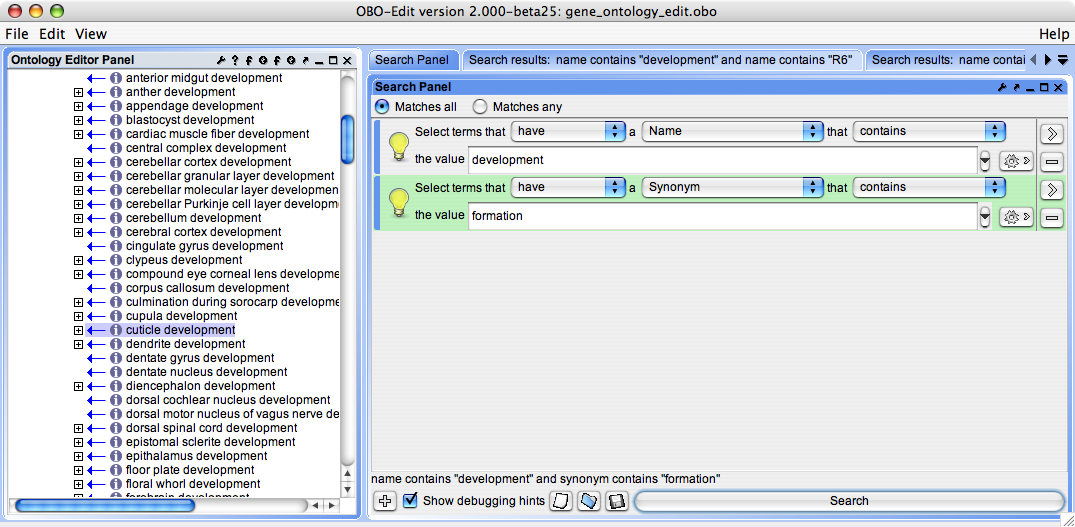 OBO-Edit version 2.000-beta25: gene_ontology_edit.obo
File Edit View Help
Ontology Editor Panel
anterior midgut development
anther development
appendage development
blastocyst development
cardiac muscle fiber development
central complex development
cerebellar cortex development
cerebellar granular layer development
cerebellar molecular layer developmen
cerebellar Purkinje cell layer developm
cerebellum development
cerebral cortex development
cingulate gyrus development
clypeus development
compound eye corneal lens developme
corpus callosum development
culmination during sorocarp developme
cupula development
cuticle development
dendrite development
dentate gyrus development
dentate nucleus development
diencephalon development
dorsal cochlear nucleus development
dorsal motor nucleus of vagus nerve de
dorsal spinal cord development
epistomal sclerite development
epithalamus development
floor plate development
floral whorl development
forebrain development
Search Panel
Search results: name contains "development" and name contains "R6"
Search results: name contai
Search Panel
Matches all Matches any
Select terms that have a Name that contains
the value development
Select terms that have a Synonym that contains
the value formation
name contains "development" and synonym contains "formation"
Show debugging hints Search